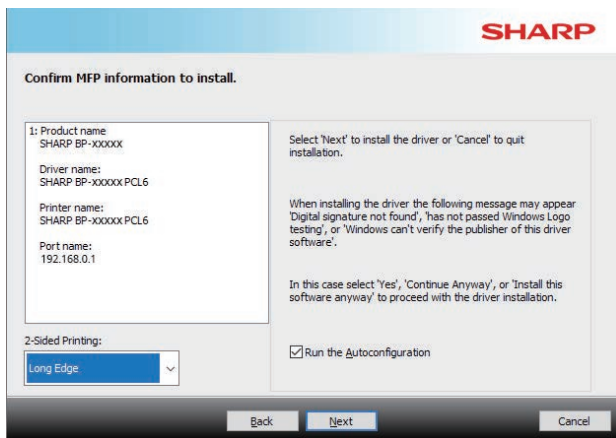 SHARP
Confirm MFP information to install.
1: Product name
SHARP BP-XXXXX
Driver name:
SHARP BP-XXXXX PCL6
Printer name:
SHARP BP-XXXXX PCL6
Port name:
192.168.0.1
2-Sided Printing:
Long Edge
Select 'Next' to install the driver or 'Cancel' to quit
installation.
When installing the driver the following message may appear
'Digital signature not found', 'has not passed Windows Logo
testing', or 'Windows can't verify the publisher of this driver
software'.
In this case select 'Yes', 'Continue Anyway', or 'Install this
software anyway' to proceed with the driver installation.
Run the Autoconfiguration
Back
Next
Cancel